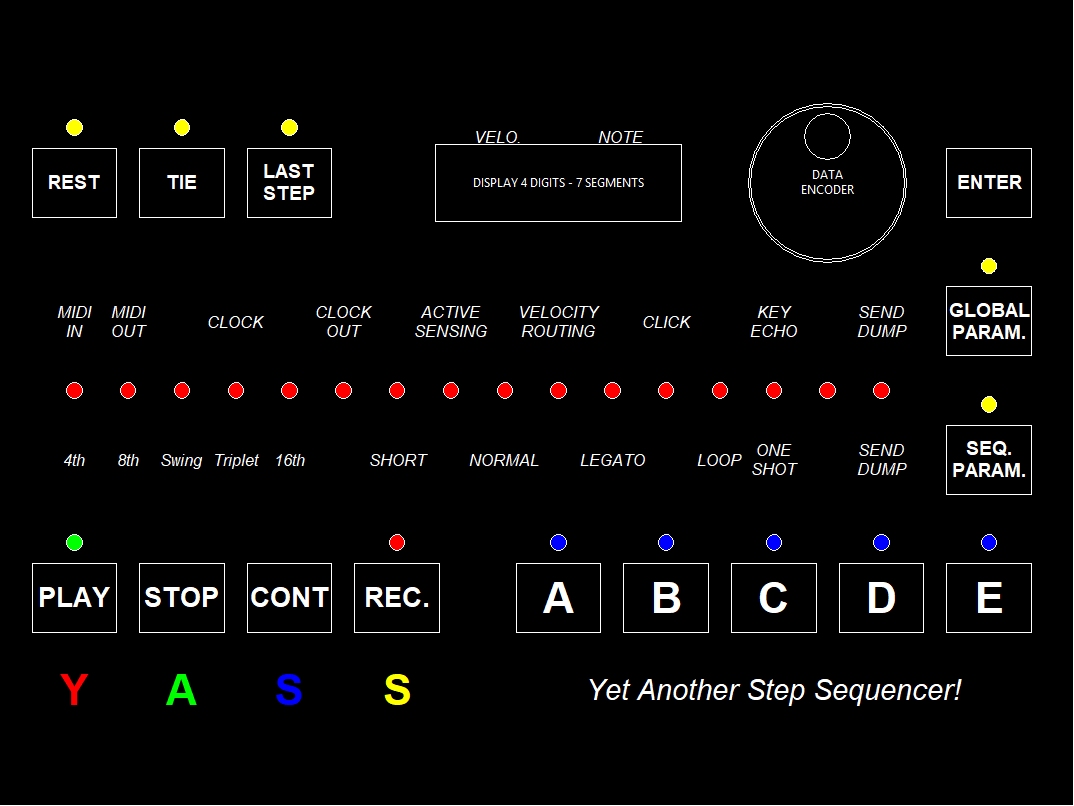 VELO. NOTE
REST TIE LAST
STEP
DISPLAY 4 DIGITS - 7 SEGMENTS
DATA
ENCODER
ENTER
MIDI
IN
MIDI
OUT
CLOCK
CLOCK
OUT
ACTIVE
SENSING
VELOCITY
ROUTING
CLICK
KEY
ECHO
SEND
DUMP
GLOBAL
PARAM.
4th 8th Swing Triplet 16th SHORT NORMAL LEGATO LOOP
ONE
SHOT
SEND
DUMP
SEQ.
PARAM.
PLAY STOP CONT REC. A B C D E
Y A S S
Yet Another Step Sequencer!